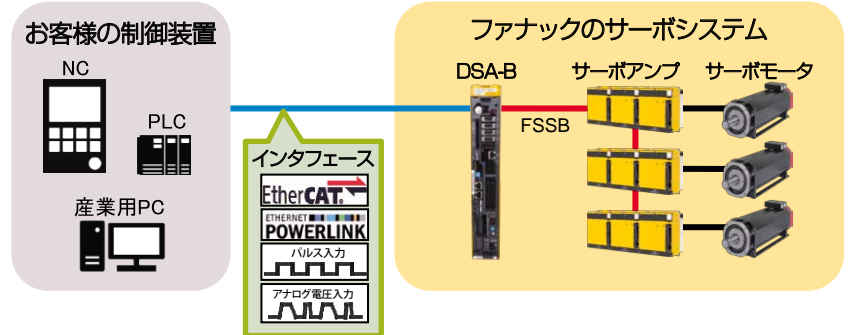 お客様の制御装置
NC
PLC
産業用PC
インタフェース
EtherCAT®
ETHERNET
POWERLINK
パルス入力
アナログ電圧入力
ファナックのサーボシステム
DSA-B
サーボアンプ
サーボモータ
FSSB